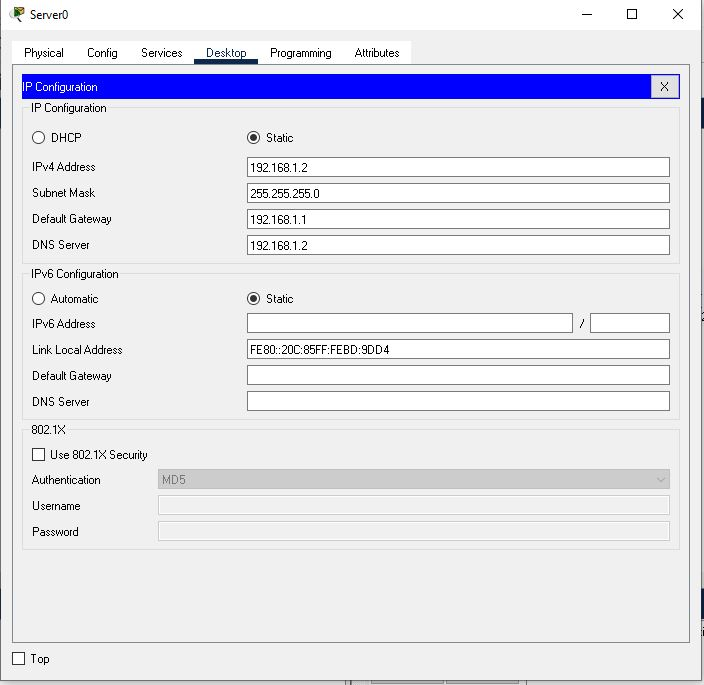 Server0
Physical Config Services Desktop Programming Attributes
IP Configuration X
IP Configuration
DHCP Static
IPv4 Address 192.168.1.2
Subnet Mask 255.255.255.0
Default Gateway 192.168.1.1
DNS Server 192.168.1.2
IPv6 Configuration
Automatic Static
IPv6 Address /
Link Local Address FE80::20C:85FF:FEBD:9DD4
Default Gateway
DNS Server
802.1X
Use 802.1X Security
Authentication MD5
Username
Password
Top